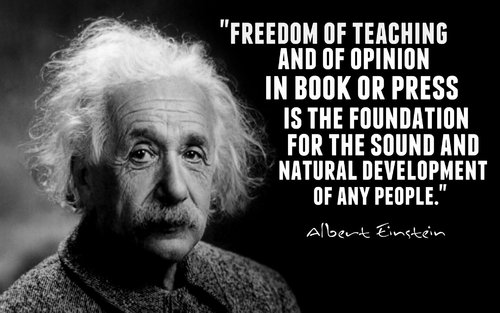 "FREEDOM OF TEACHING
AND OF OPINION
IN BOOK OR PRESS
IS THE FOUNDATION
FOR THE SOUND AND
NATURAL DEVELOPMENT
OF ANY PEOPLE."
Albert Einstein